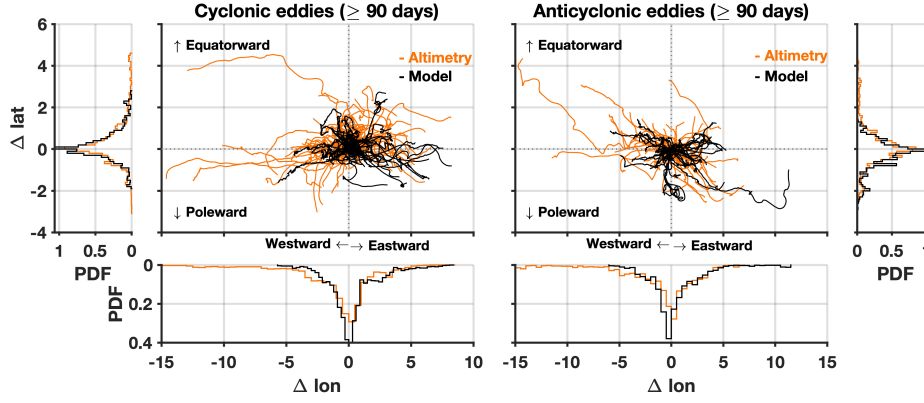 Cyclonic eddies (≥ 90 days)
Anticyclonic eddies (≥ 90 days)
6
4
2
0
-2
-4
Δ lat
1
0.5
0
PDF
↑ Equatorward
- Altimetry
- Model
↓ Poleward
↑ Equatorward
- Altimetry
- Model
↓ Poleward
0
0.5
PDF
Westward ←→ Eastward
Westward ←→ Eastward
0
0.2
0.4
PDF
-15
-10
-5
0
5
10
Δ lon
-15
-10
-5
0
5
10
15
Δ lon